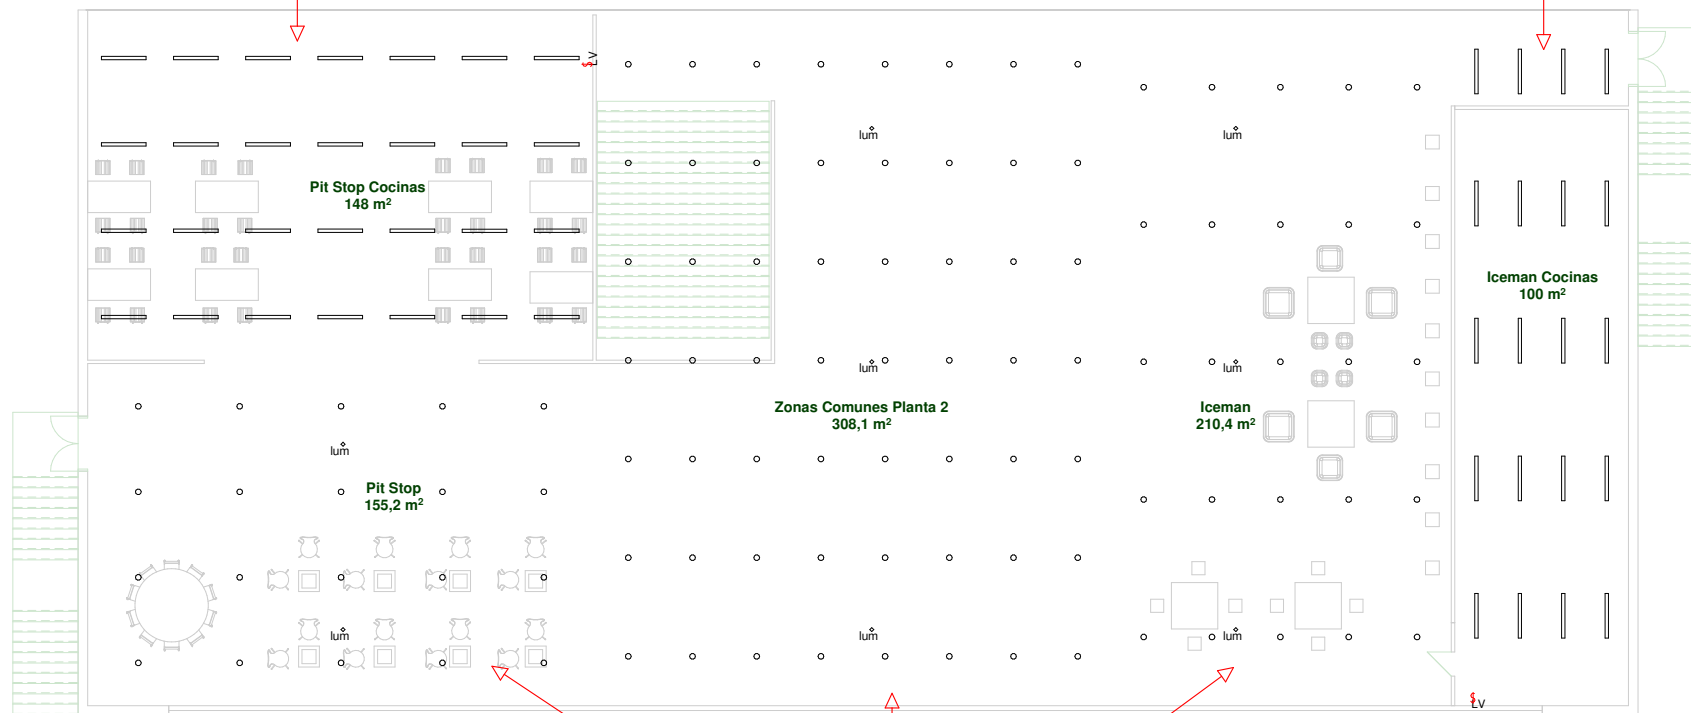 $
LV
lum
lum
Pit Stop Cocinas
148 m²
Iceman Cocinas
100 m²
lum
lum
Zonas Comunes Planta 2
308,1 m²
Iceman
210,4 m²
lum
Pit Stop
155,2 m²
lum
lum
lum
$
LV